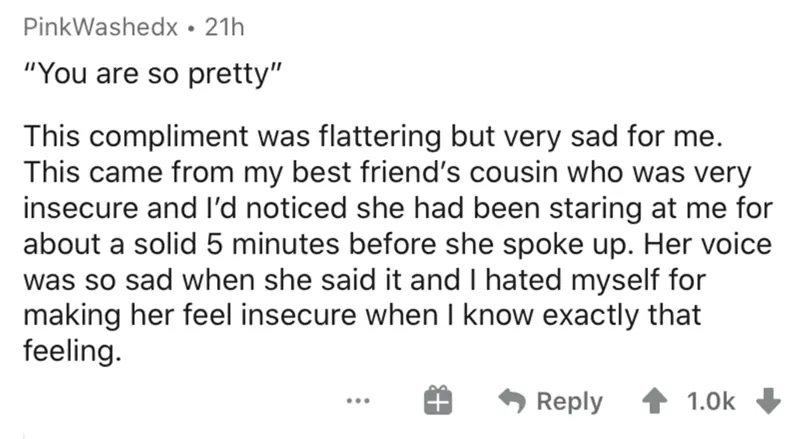 PinkWashedx • 21h
“You are so pretty”
This compliment was flattering but very sad for me.
This came from my best friend’s cousin who was very
insecure and I’d noticed she had been staring at me for
about a solid 5 minutes before she spoke up. Her voice
was so sad when she said it and I hated myself for
making her feel insecure when I know exactly that
feeling.
Reply 1.0k